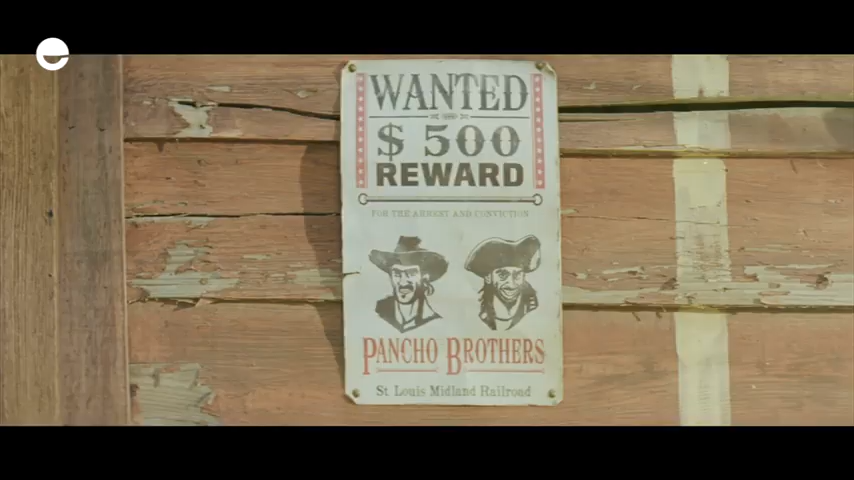 WANTED
$ 500
REWARD
FOR THE ARREST AND CONVICTION
PANCHO BROTHERS
St Louis Midland Railroad